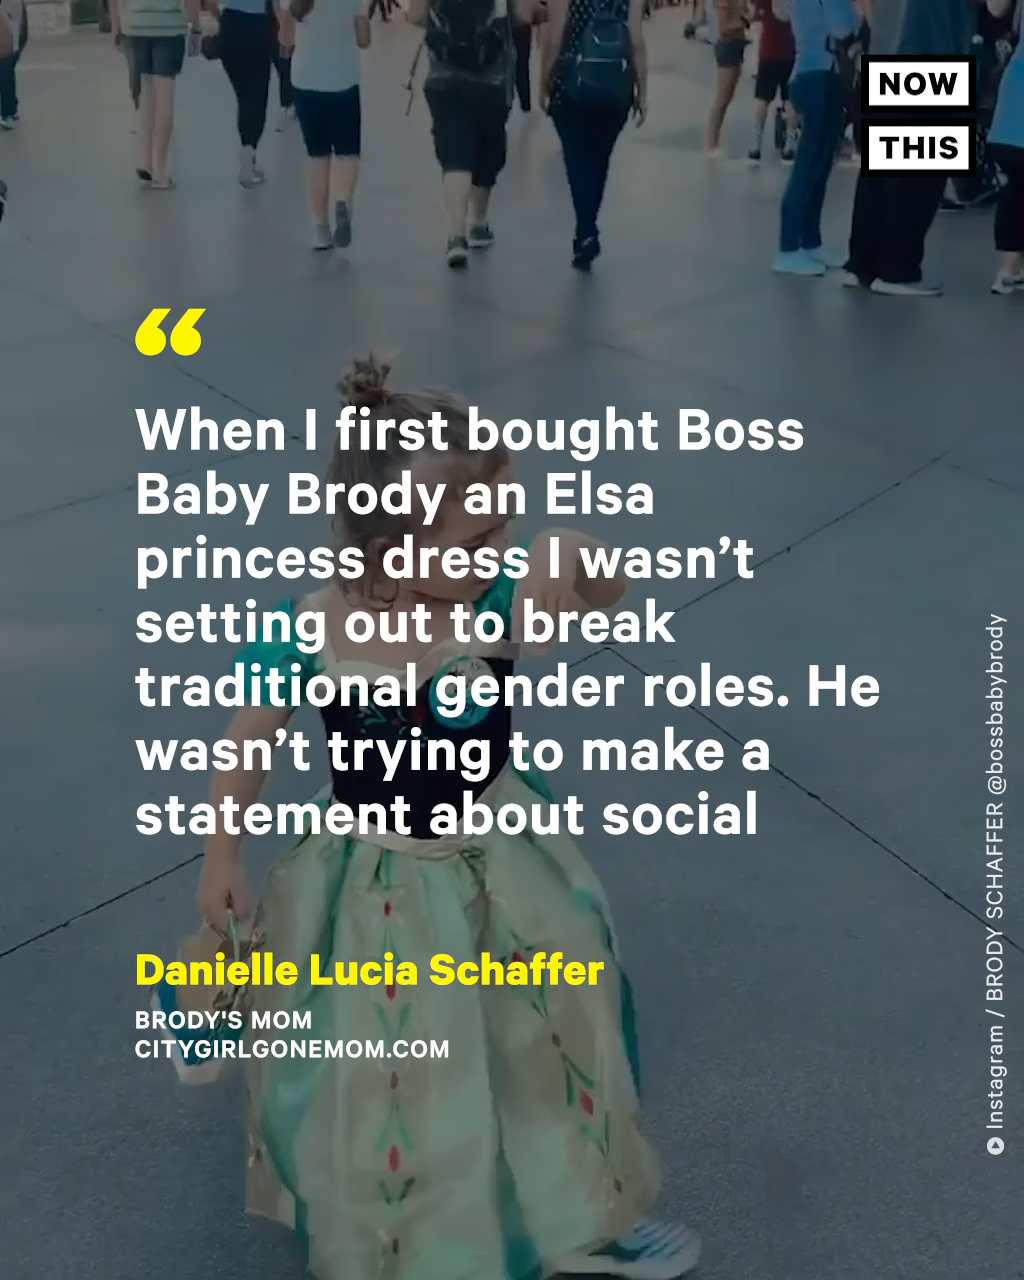 NOW
THIS
“
When I first bought Boss
Baby Brody an Elsa
princess dress I wasn’t
setting out to break
traditional gender roles. He
wasn’t trying to make a
statement about social
Danielle Lucia Schaffer
BRODY'S MOM
CITYGIRLGONEMOM.COM
Instagram / BRODY SCHAFFER @bossbabybrody